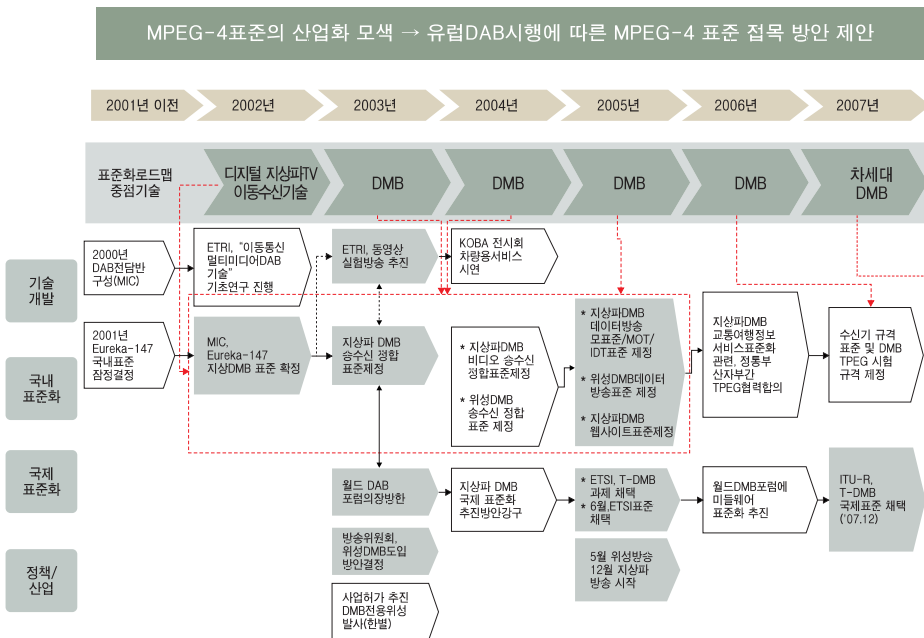 MPEG-4표준의 산업화 모색 → 유럽DAB시행에 따른 MPEG-4 표준 접목 방안 제안
2001년 이전
2002년
2003년
2004년
2005년
2006년
2007년
표준화로드맵
중점기술
디지털 지상파TV
이동수신기술
DMB
DMB
DMB
DMB
차세대
DMB
기술
개발
2000년
DAB전담반
구성(MIC)
ETRI, "이동통신
멀티미디어DAB
기술"
기초연구 진행
ETRI, 동영상
실험방송 추진
KOBA 전시회
차량용서비스
시연
국내
표준화
2001년
Eureka-147
국내표준
잠정결정
MIC,
Eureka-147
지상DMB 표준 확정
지상파 DMB
송수신 정합
표준제정
* 지상파DMB
비디오 송수신
정합표준제정
* 위성DMB
송수신 정합
표준 제정
* 지상파DMB
데이터방송
모표준/MOT/
IDT표준 제정
* 위성DMB데이터
방송표준 제정
* 지상파DMB
웹사이트표준제정
지상파DMB
교통여행정보
서비스표준화
관련, 정통부
산자부간
TPEG협력합의
수신기 규격
표준 및 DMB
TPEG 시험
규격 제정
국제
표준화
월드 DAB
포럼의장방한
지상파 DMB
국제 표준화
추진방안강구
* ETSI, T-DMB
과제 채택
* 6월,ETSI표준
채택
월드DMB포럼에
미들웨어
표준화 추진
ITU-R,
T-DMB
국제표준 채택
('07.12)
정책/
산업
방송위원회,
위성DMB도입
방안결정
5월 위성방송
12월 지상파
방송 시작
사업허가 추진
DMB전용위성
발사(한별)